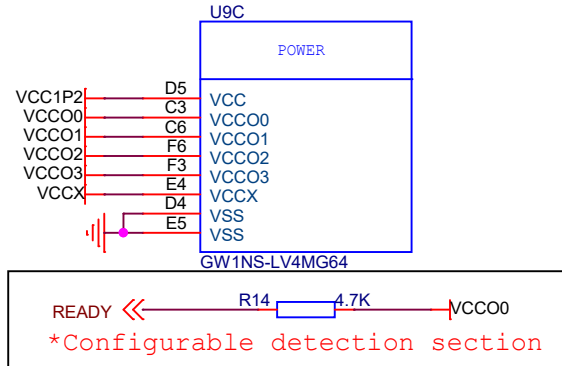 U9C
POWER
VCC1P2 D5 VCC
VCCO0 C3 VCCO0
VCCO1 C6 VCCO1
VCCO2 F6 VCCO2
VCCO3 F3 VCCO3
VCCX E4 VCCX
D4 VSS
E5 VSS
GW1NS-LV4MG64
READY R14 4.7K VCCO0
*Configurable detection section